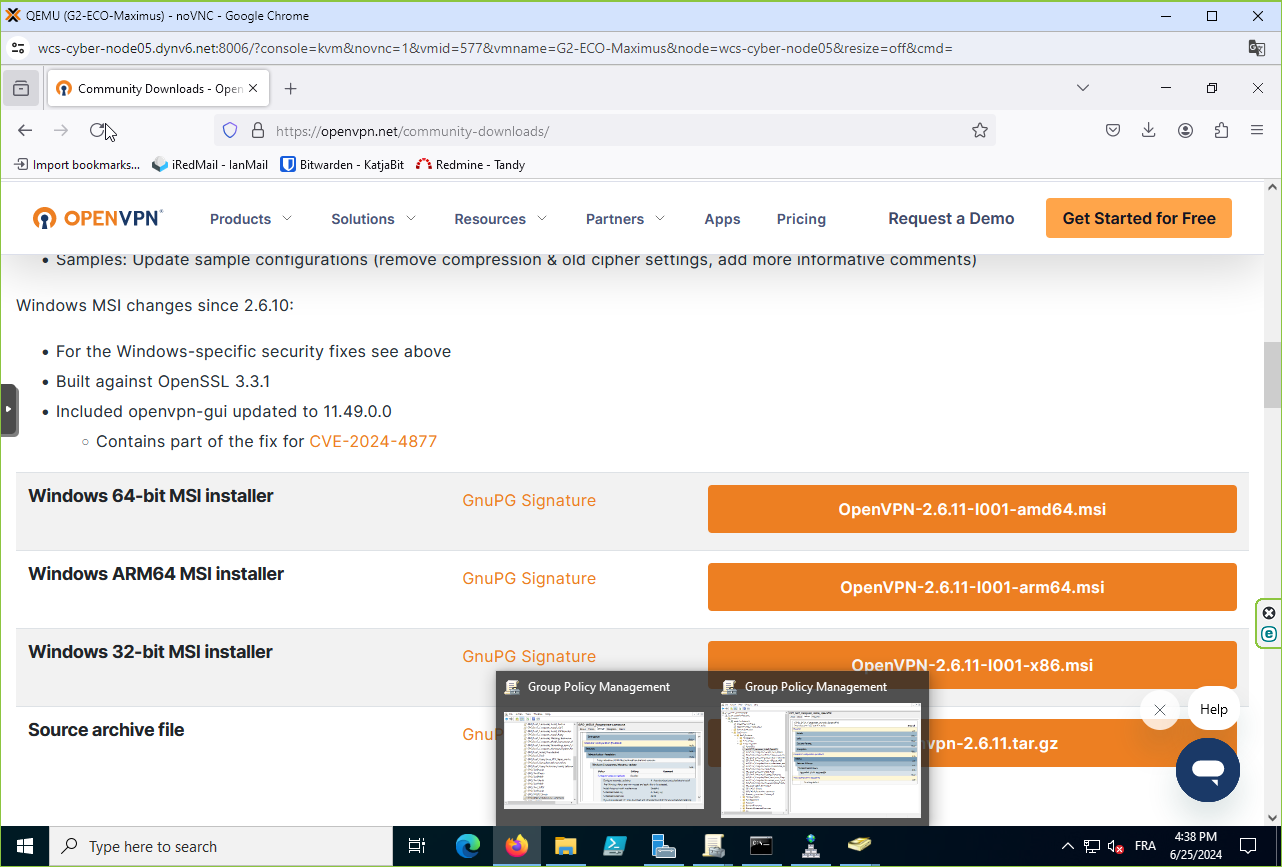 QEMU (G2-ECO-Maximus) - noVNC - Google Chrome
wcs-cyber-node05.dynv6.net:8006/?console=kvm&novnc=1&vmid=577&vmname=G2-ECO-Maximus&node=wcs-cyber-node05&resize=off&cmd=
Community Downloads - Open
https://openvpn.net/community-downloads/
Import bookmarks... iRedMail - IanMail Bitwarden - KatjaBit Redmine - Tandy
OPENVPN Products Solutions Resources Partners Apps Pricing Request a Demo Get Started for Free
• Samples: Update sample configurations (remove compression & old cipher settings, add more informative comments)
Windows MSI changes since 2.6.10:
• For the Windows-specific security fixes see above
• Built against OpenSSL 3.3.1
• Included openvpn-gui updated to 11.49.0.0
○ Contains part of the fix for CVE-2024-4877
Windows 64-bit MSI installer GnuPG Signature OpenVPN-2.6.11-I001-amd64.msi
Windows ARM64 MSI installer GnuPG Signature OpenVPN-2.6.11-I001-arm64.msi
Windows 32-bit MSI installer GnuPG Signature OpenVPN-2.6.11-I001-x86.msi
Group Policy Management Group Policy Management
Help
Source archive file GnuP vpn-2.6.11.tar.gz
Type here to search
FRA
4:38 PM
6/25/2024